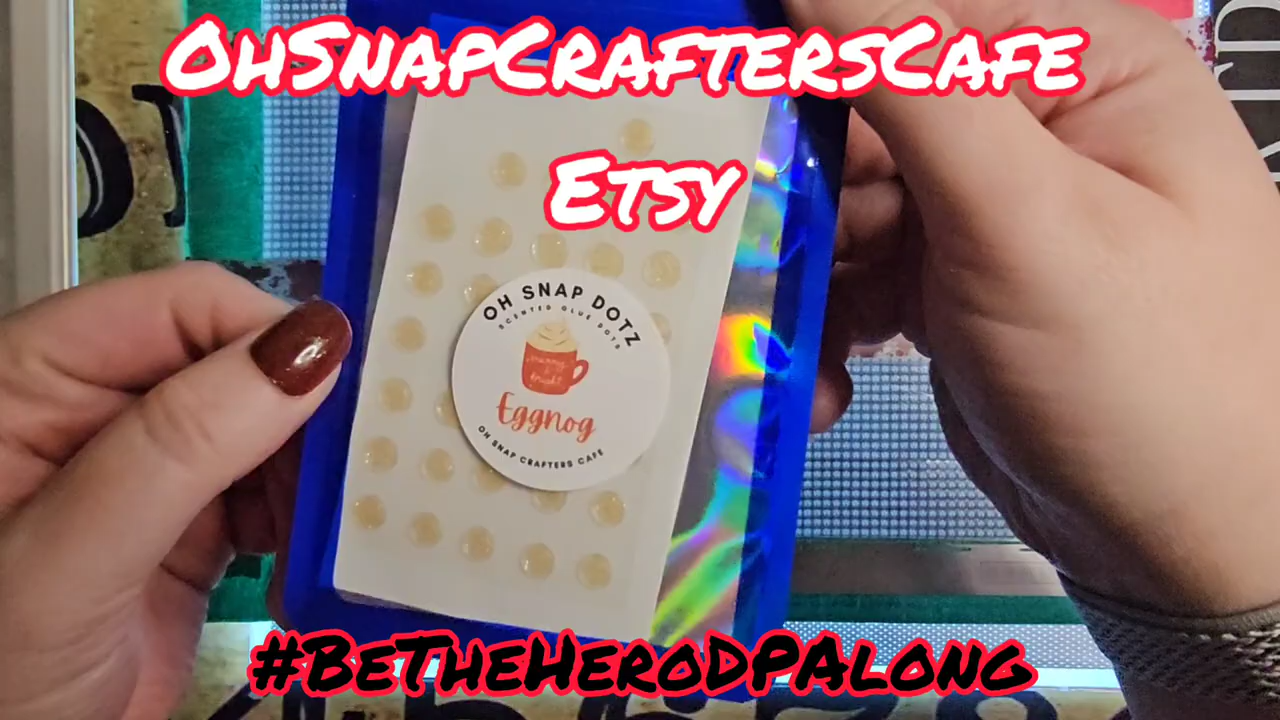 OhSnapCraftersCafe
Etsy
OH SNAP DOTZ
SCENTED GLUE DOTS
Eggnog
OH SNAP CRAFTERS CAFE
#BeTheHeroDPAlong